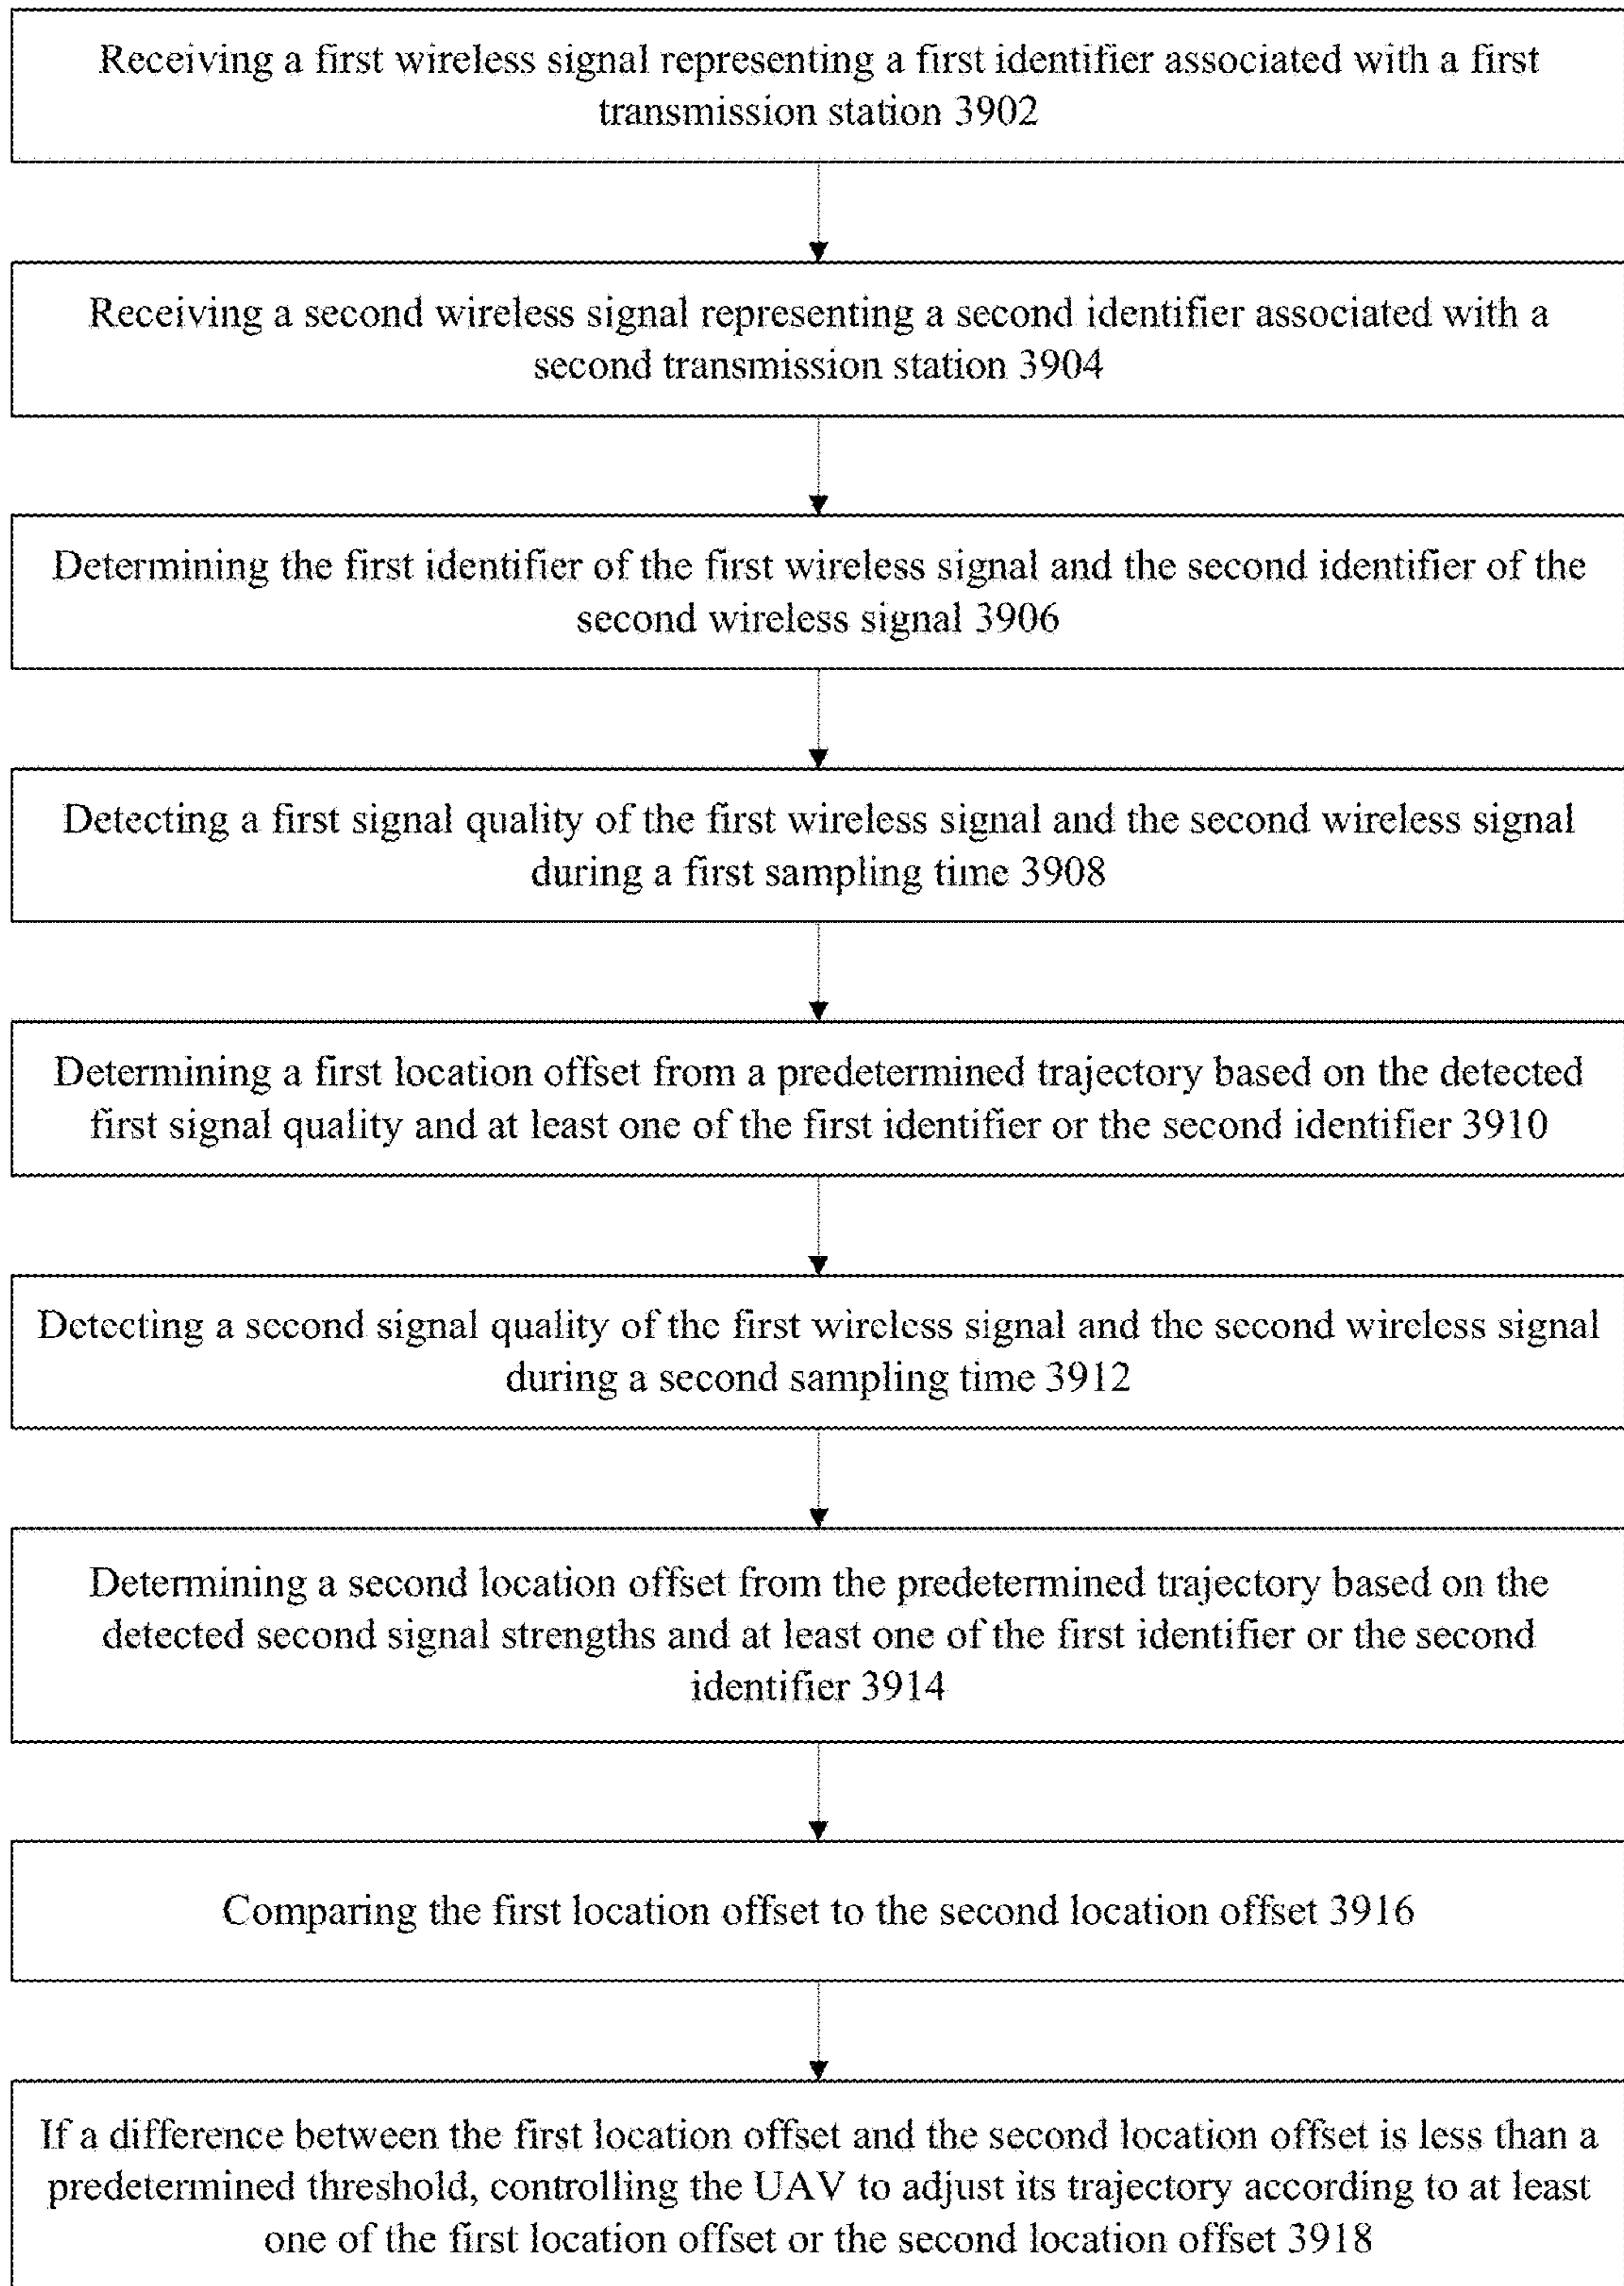 Receiving a first wireless signal representing a first identifier associated with a first
transmission station 3902
Receiving a second wireless signal representing a second identifier associated with a
second transmission station 3904
Determining the first identifier of the first wireless signal and the second identifier of the
second wireless signal 3906
Detecting a first signal quality of the first wireless signal and the second wireless signal
during a first sampling time 3908
Determining a first location offset from a predetermined trajectory based on the detected
first signal quality and at least one of the first identifier or the second identifier 3910
Detecting a second signal quality of the first wireless signal and the second wireless signal
during a second sampling time 3912
Determining a second location offset from the predetermined trajectory based on the
detected second signal strengths and at least one of the first identifier or the second
identifier 3914
Comparing the first location offset to the second location offset 3916
If a difference between the first location offset and the second location offset is less than a
predetermined threshold, controlling the UAV to adjust its trajectory according to at least
one of the first location offset or the second location offset 3918